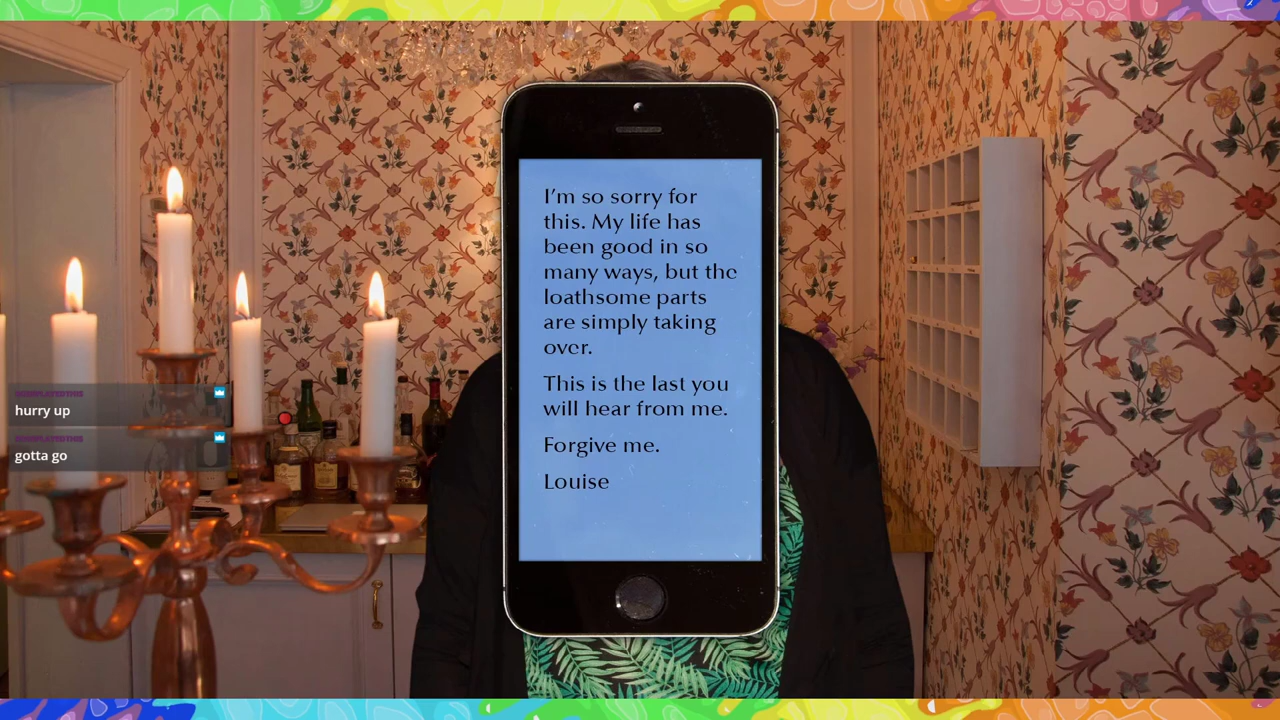 hurry up
gotta go
I'm so sorry for
this. My life has
been good in so
many ways, but the
loathsome parts
are simply taking
over.
This is the last you
will hear from me.
Forgive me.
Louise